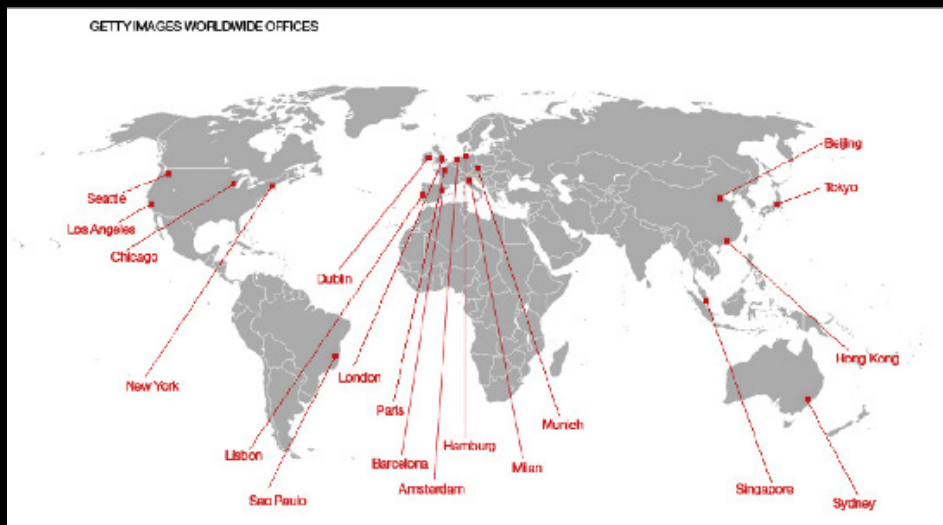 GETTY IMAGES WORLDWIDE OFFICES
Beijing
Seattle
Tokyo
Los Angeles
Chicago
Dublin
Hong Kong
New York
London
Paris
Munich
Hamburg
Lisbon
Barcelona
Milan
Amsterdam
Singapore
Sao Paulo
Sydney